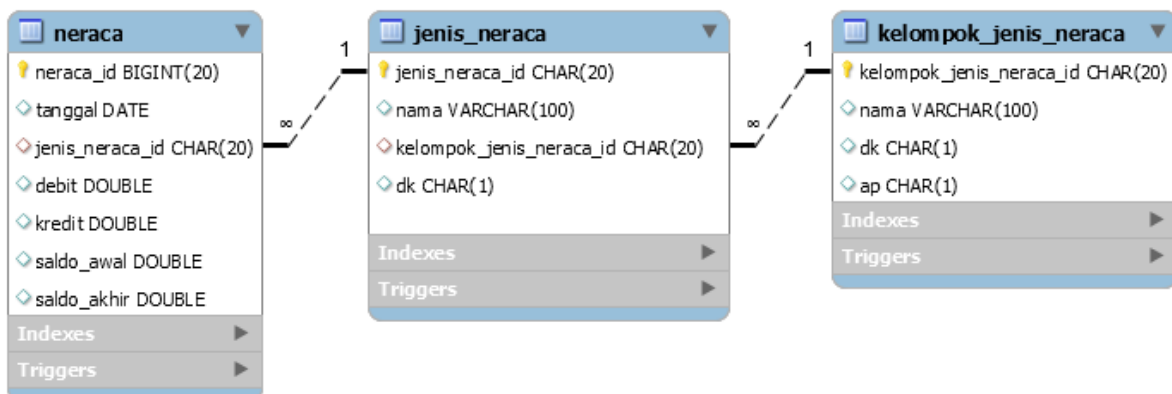 neraca
neraca_id BIGINT(20)
tanggal DATE
jenis_neraca_id CHAR(20)
debit DOUBLE
kredit DOUBLE
saldo_awal DOUBLE
saldo_akhir DOUBLE
Indexes
Triggers
∞
1
jenis_neraca
jenis_neraca_id CHAR(20)
nama VARCHAR(100)
kelompok_jenis_neraca_id CHAR(20)
dk CHAR(1)
Indexes
Triggers
∞
1
kelompok_jenis_neraca
kelompok_jenis_neraca_id CHAR(20)
nama VARCHAR(100)
dk CHAR(1)
ap CHAR(1)
Indexes
Triggers